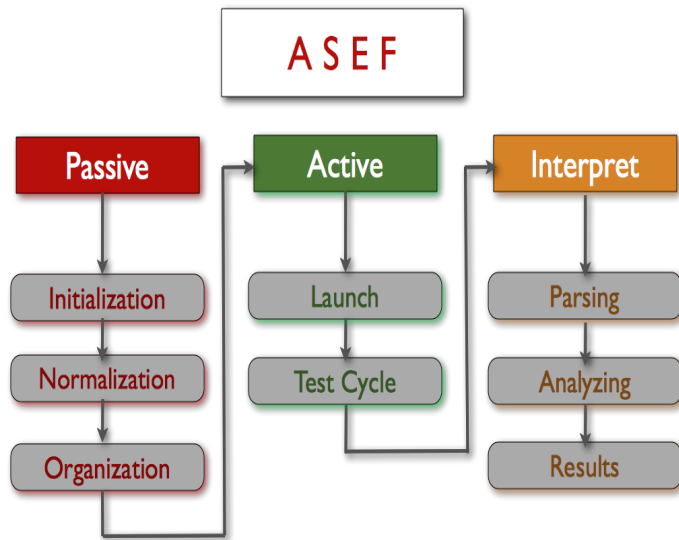 A S E F
Passive
Initialization
Normalization
Organization
Active
Launch
Test Cycle
Interpret
Parsing
Analyzing
Results